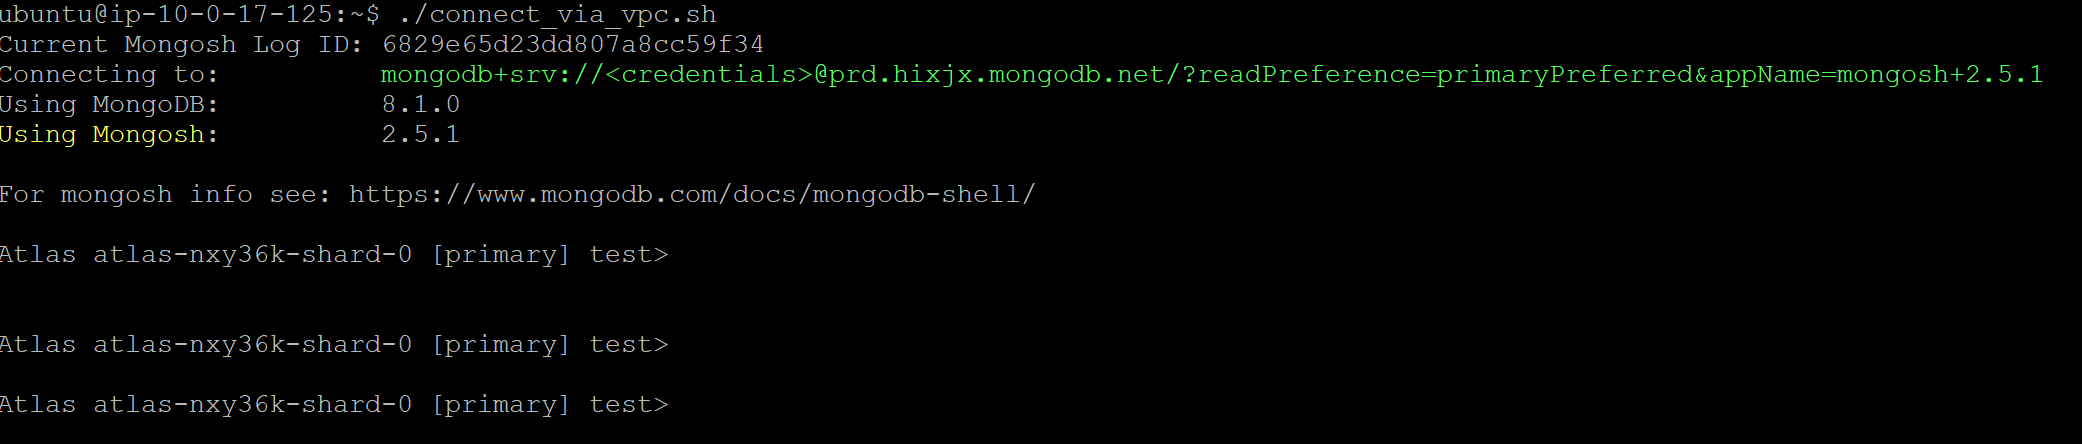 ubuntu@ip-10-0-17-125:~$ ./connect_via_vpc.sh
Current Mongosh Log ID: 6829e65d23dd807a8cc59f34
Connecting to: mongodb+srv://<credentials>@prd.hixjx.mongodb.net/?readPreference=primaryPreferred&appName=mongosh+2.5.1
Using MongoDB: 8.1.0
Using Mongosh: 2.5.1
For mongosh info see: https://www.mongodb.com/docs/mongodb-shell/
Atlas atlas-nxy36k-shard-0 [primary] test>
Atlas atlas-nxy36k-shard-0 [primary] test>
Atlas atlas-nxy36k-shard-0 [primary] test>